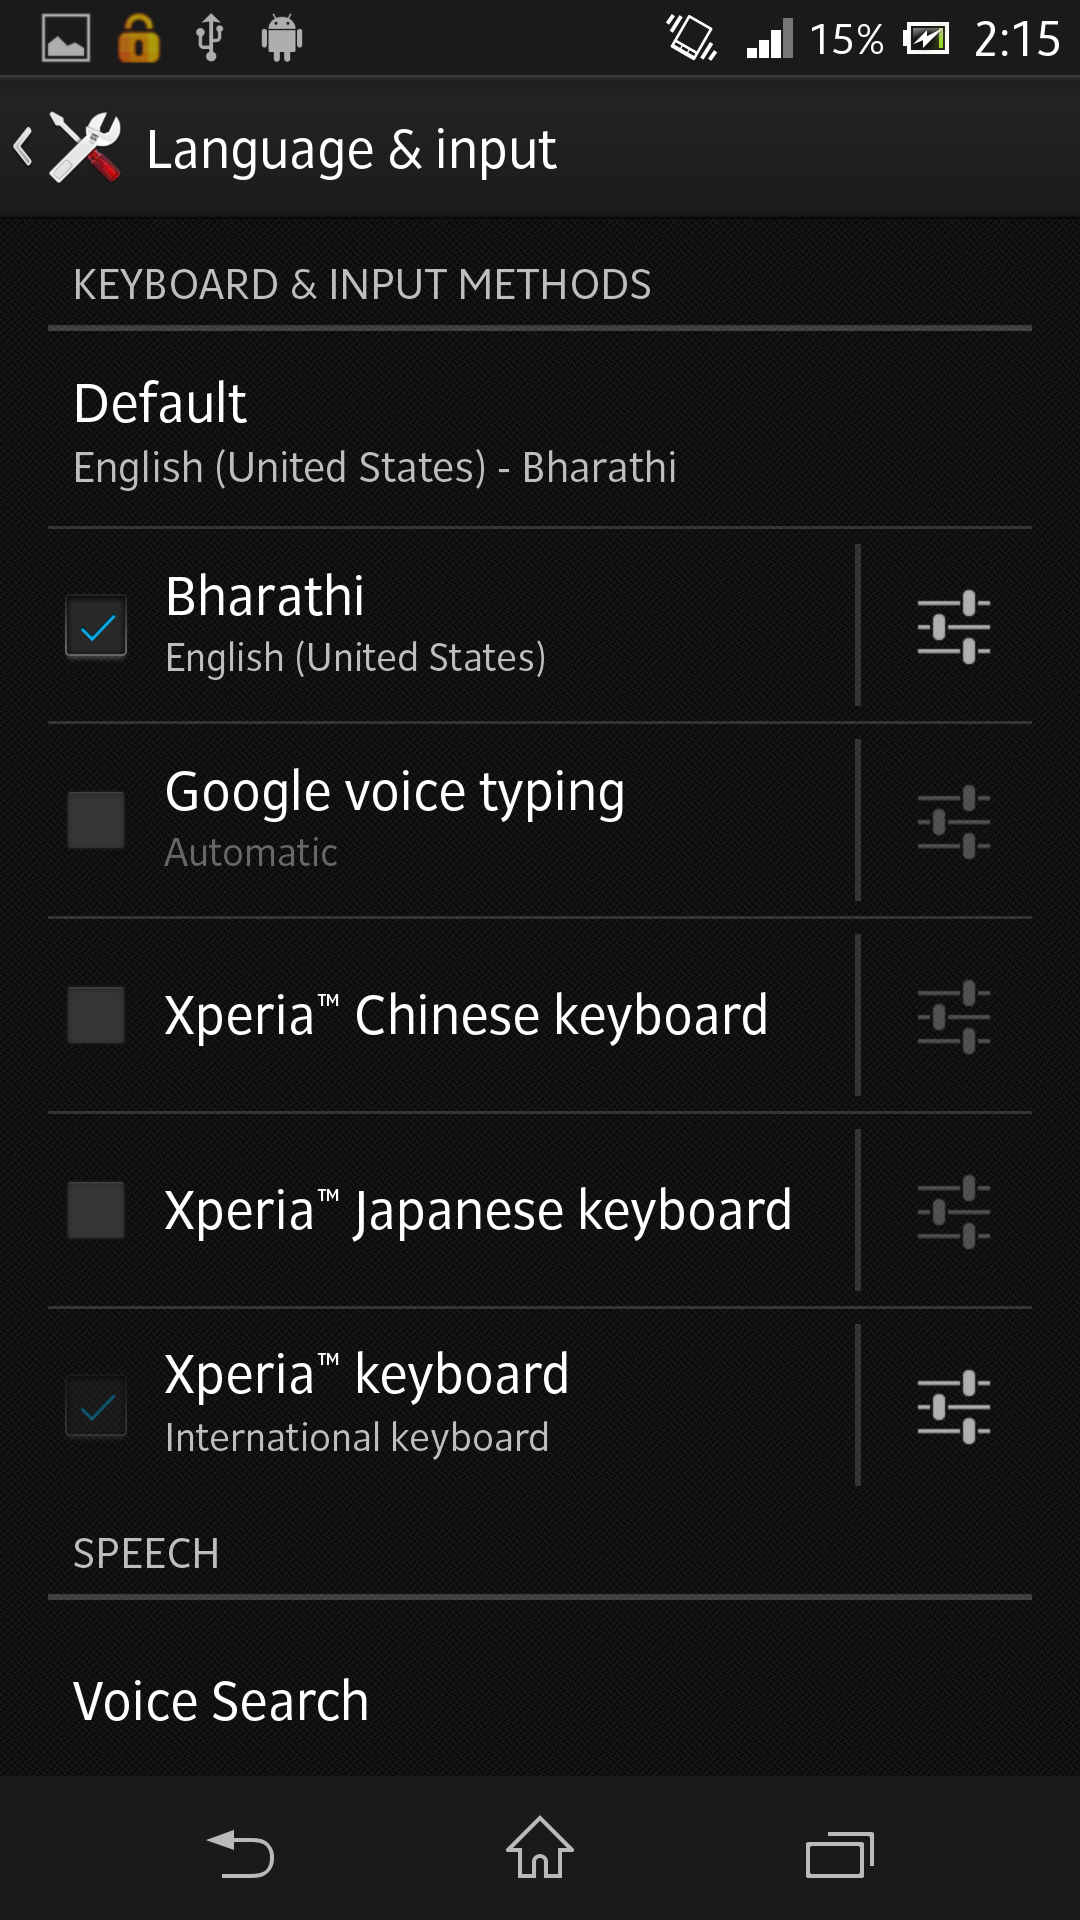 15% 2:15
Language & input
KEYBOARD & INPUT METHODS
Default
English (United States) - Bharathi
Bharathi
English (United States)
Google voice typing
Automatic
Xperia™ Chinese keyboard
Xperia™ Japanese keyboard
Xperia™ keyboard
International keyboard
SPEECH
Voice Search